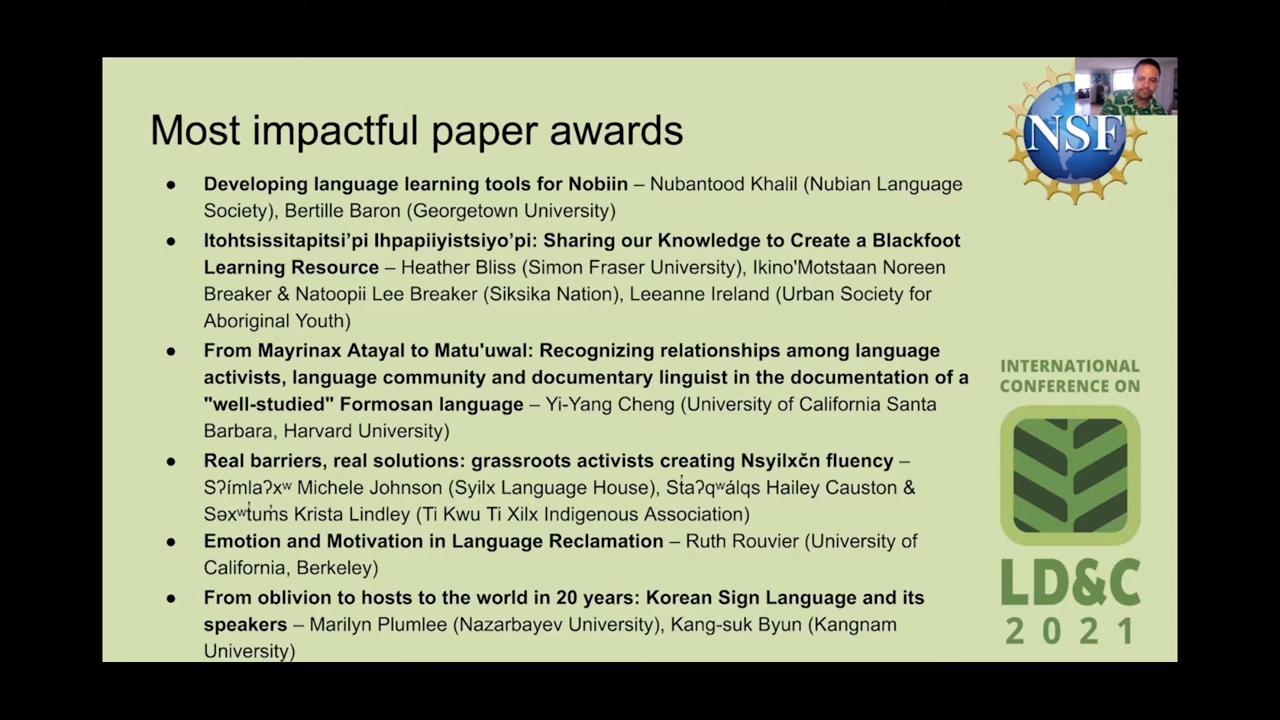 Most impactful paper awards
NSF
● Developing language learning tools for Nobiin – Nubantood Khalil (Nubian Language
Society), Bertille Baron (Georgetown University)
● Itohtsissitapitsi’pi Ihpapiiyistsiyo’pi: Sharing our Knowledge to Create a Blackfoot
Learning Resource – Heather Bliss (Simon Fraser University), Ikino'Motstaan Noreen
Breaker & Natoopii Lee Breaker (Siksika Nation), Leeanne Ireland (Urban Society for
Aboriginal Youth)
● From Mayrinax Atayal to Matu'uwal: Recognizing relationships among language
activists, language community and documentary linguist in the documentation of a
"well-studied" Formosan language – Yi-Yang Cheng (University of California Santa
Barbara, Harvard University)
● Real barriers, real solutions: grassroots activists creating Nsyilxčn fluency –
Sʔímlaʔxʷ Michele Johnson (Syilx Language House), St̓aʔqʷálqs Hailey Causton &
Səxʷt̓um̓s Krista Lindley (Ti Kwu Ti Xilx Indigenous Association)
● Emotion and Motivation in Language Reclamation – Ruth Rouvier (University of
California, Berkeley)
● From oblivion to hosts to the world in 20 years: Korean Sign Language and its
speakers – Marilyn Plumlee (Nazarbayev University), Kang-suk Byun (Kangnam
University)
INTERNATIONAL
CONFERENCE ON
LD&C
2021